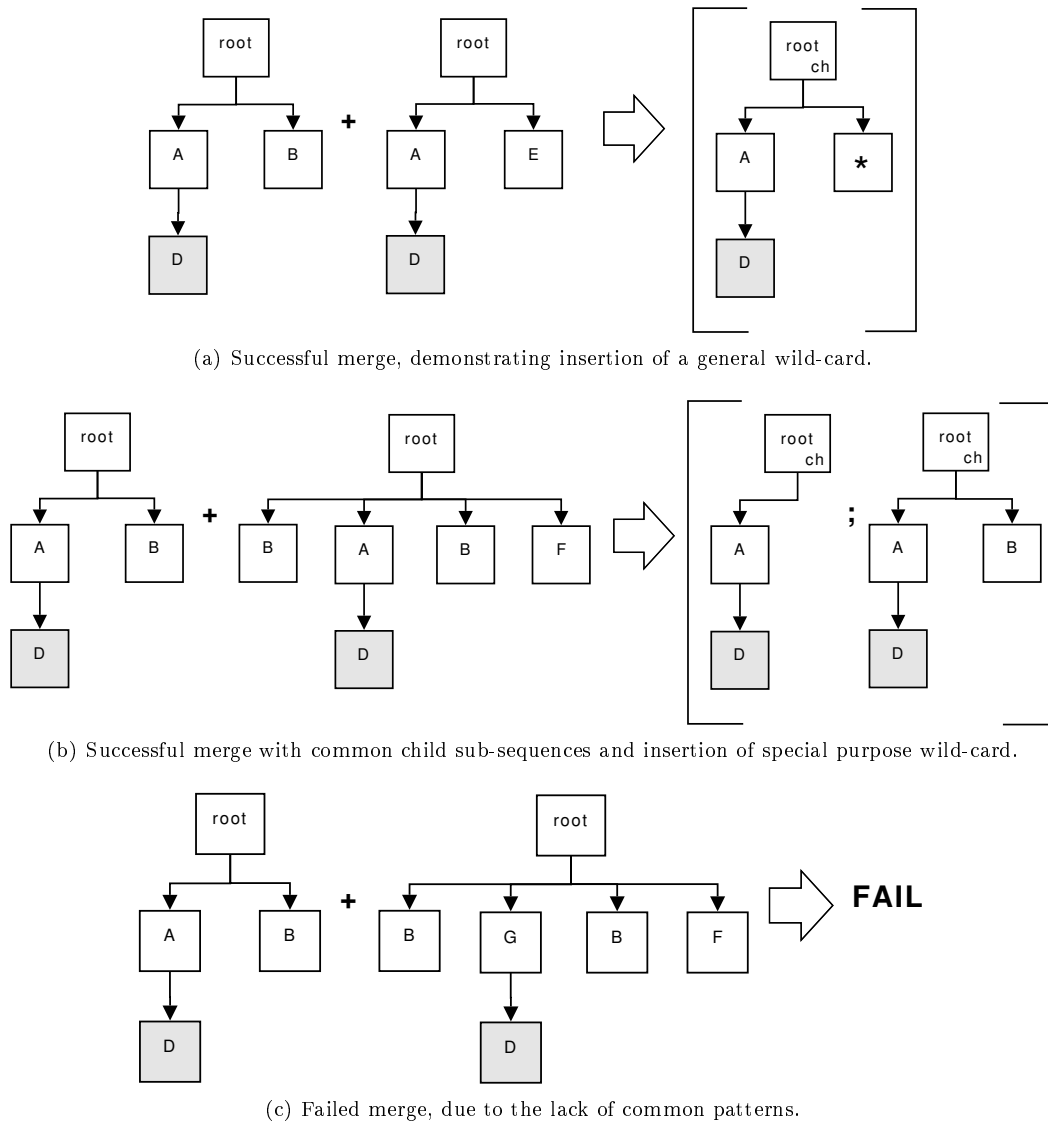 root root root
ch
A B + A E A *
D D D
(a) Successful merge, demonstrating insertion of a general wild-card.
root root root root
ch ch
A B + B A B F A ; A B
D D D D
(b) Successful merge with common child sub-sequences and insertion of special purpose wild-card.
root root
A B + B G B F FAIL
D D
(c) Failed merge, due to the lack of common patterns.